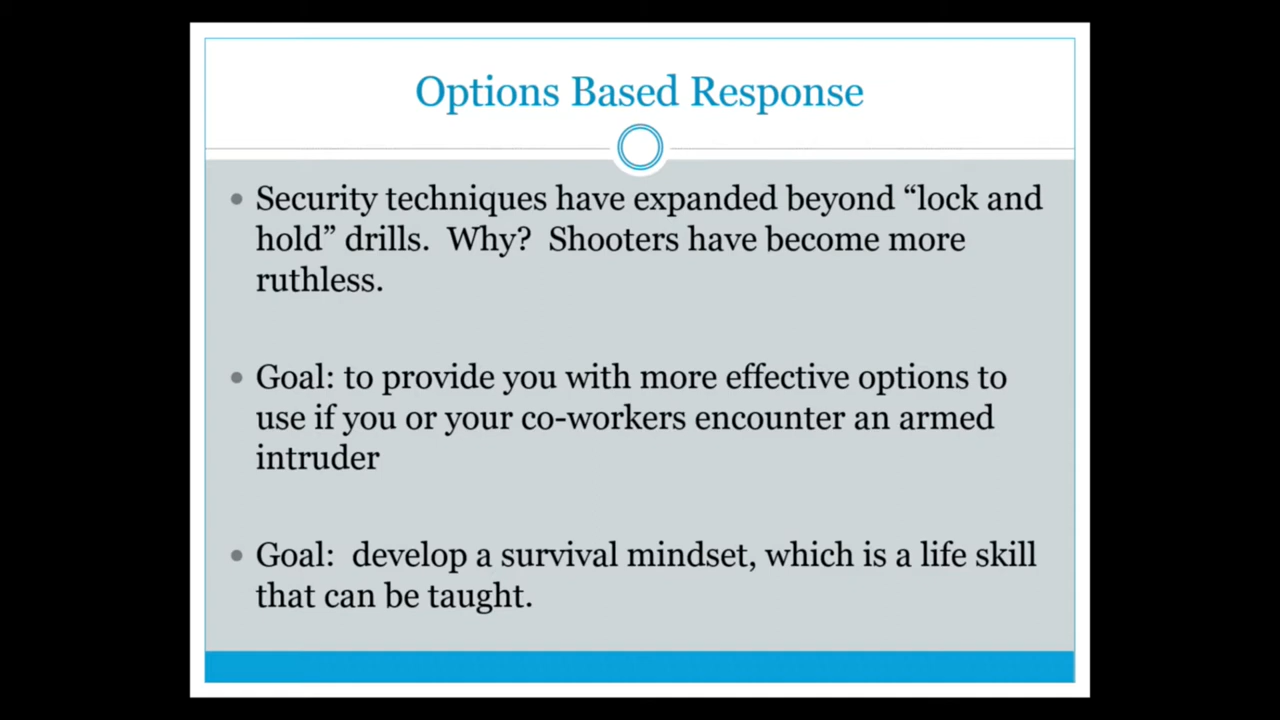 Options Based Response
• Security techniques have expanded beyond “lock and
hold” drills.  Why?  Shooters have become more
ruthless.
• Goal: to provide you with more effective options to
use if you or your co-workers encounter an armed
intruder
• Goal:  develop a survival mindset, which is a life skill
that can be taught.